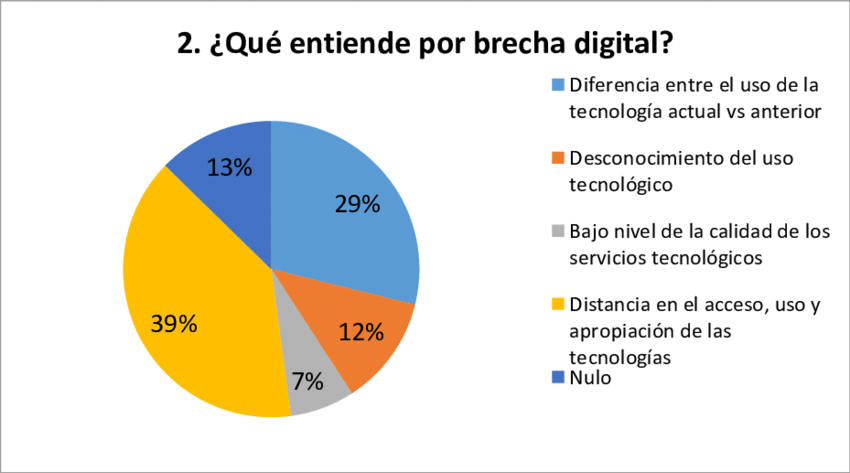 2. ¿Qué entiende por brecha digital?
Diferencia entre el uso de la
tecnología actual vs anterior
Desconocimiento del uso
tecnológico
Bajo nivel de la calidad de los
servicios tecnológicos
Distancia en el acceso, uso y
apropiación de las
tecnologías
Nulo
13%
29%
39%
12%
7%